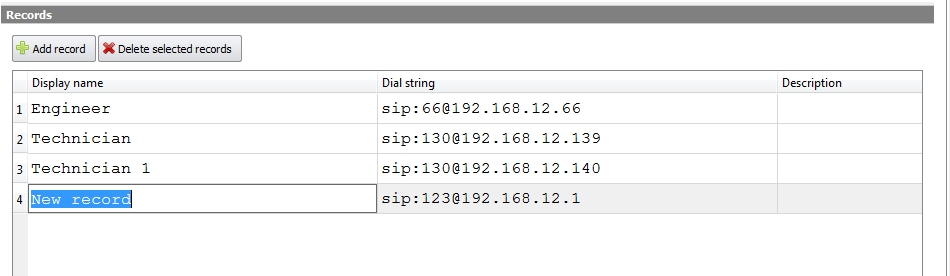 Records
Add record Delete selected records
Display name Dial string Description
1 Engineer sip:66@192.168.12.66
2 Technician sip:130@192.168.12.139
3 Technician 1 sip:130@192.168.12.140
4 New record sip:123@192.168.12.1